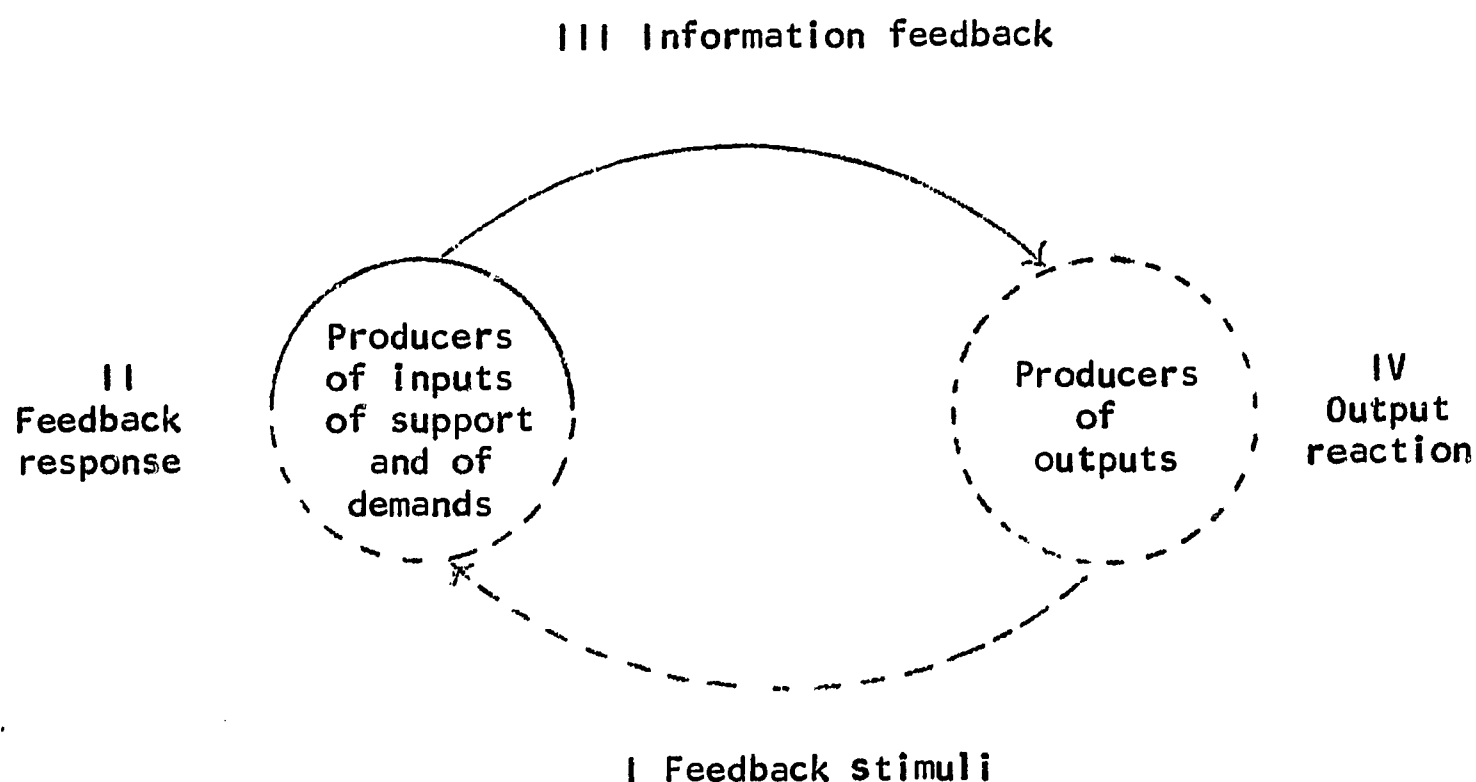 III Information feedback
II
Feedback
response
Producers
of inputs
of support
and of
demands
Producers
of
outputs
IV
Output
reaction
I Feedback stimuli